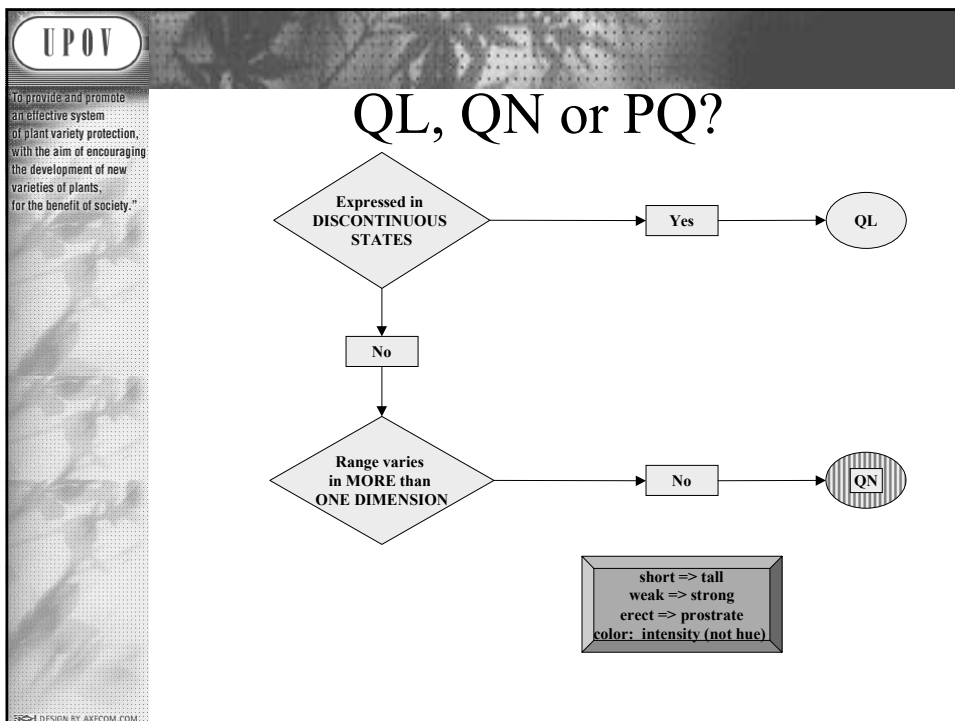 UPOV
"To provide and promote
an effective system
of plant variety protection,
with the aim of encouraging
the development of new
varieties of plants,
for the benefit of society."
QL, QN or PQ?
Expressed in
DISCONTINUOUS
STATES
Yes
QL
No
Range varies
in MORE than
ONE DIMENSION
No
QN
short => tall
weak => strong
erect => prostrate
color: intensity (not hue)
DESIGN BY AXECOM.COM